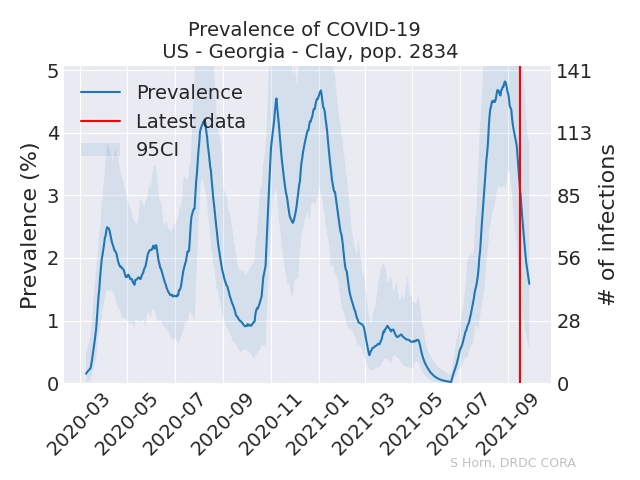 Prevalence of COVID-19
US - Georgia - Clay, pop. 2834
Prevalence (%)
5
4
3
2
1
0
Prevalence
Latest data
95CI
141
113
85
56
28
0
# of infections
2020-03
2020-05
2020-07
2020-09
2020-11
2021-01
2021-03
2021-05
2021-07
2021-09
S Horn, DRDC CORA